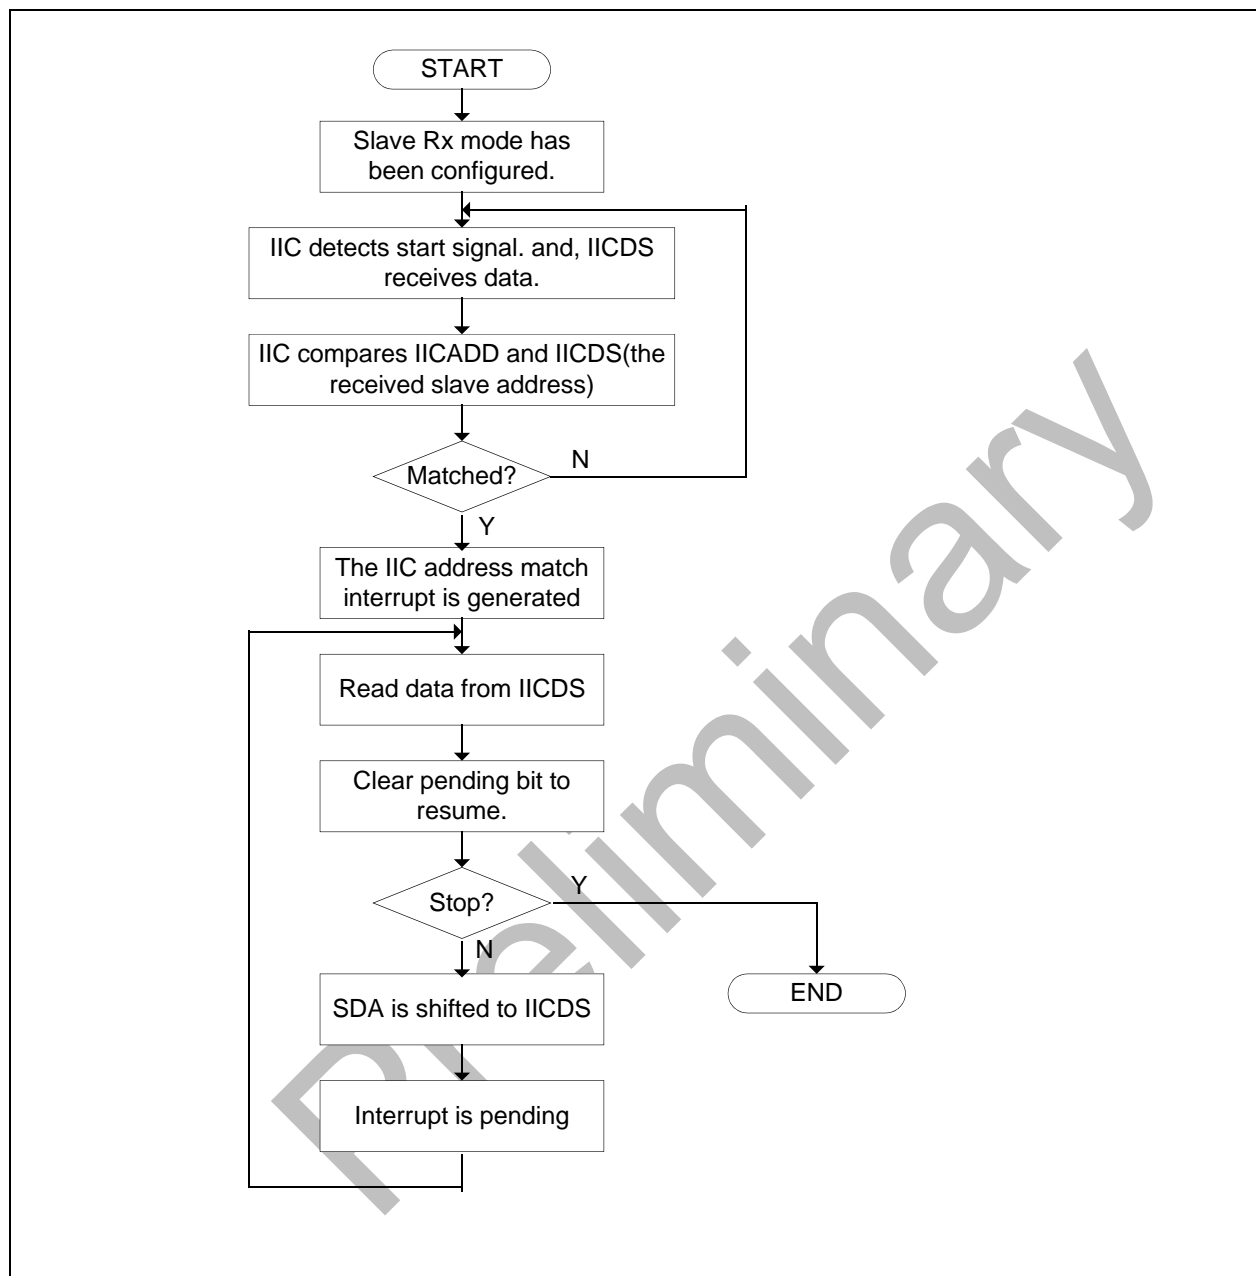 START
Slave Rx mode has
been configured.
IIC detects start signal. and, IICDS
receives data.
IIC compares IICADD and IICDS(the
received slave address)
Matched?
N
Y
The IIC address match
interrupt is generated
Read data from IICDS
Clear pending bit to
resume.
Stop?
Y
N
SDA is shifted to IICDS
END
Interrupt is pending
Preliminary